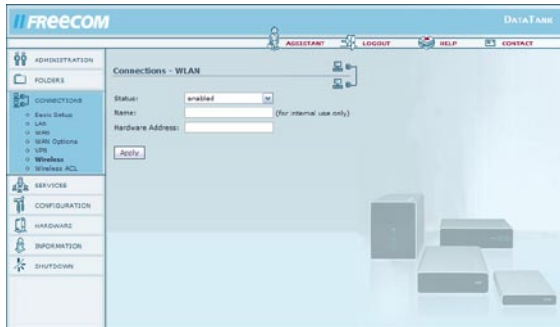 FREECOM
DATATANK
ASSISTANT
LOGOUT
HELP
CONTACT
ADMINISTRATION
FOLDERS
CONNECTIONS
Basic Setup
LAN
WAN
WAN Options
VPN
Wireless
Wireless ACL
SERVICES
CONFIGURATION
HARDWARE
INFORMATION
SHUTDOWN
Connections - WLAN
Status: enabled
Name: (for internal use only)
Hardware Address:
Apply